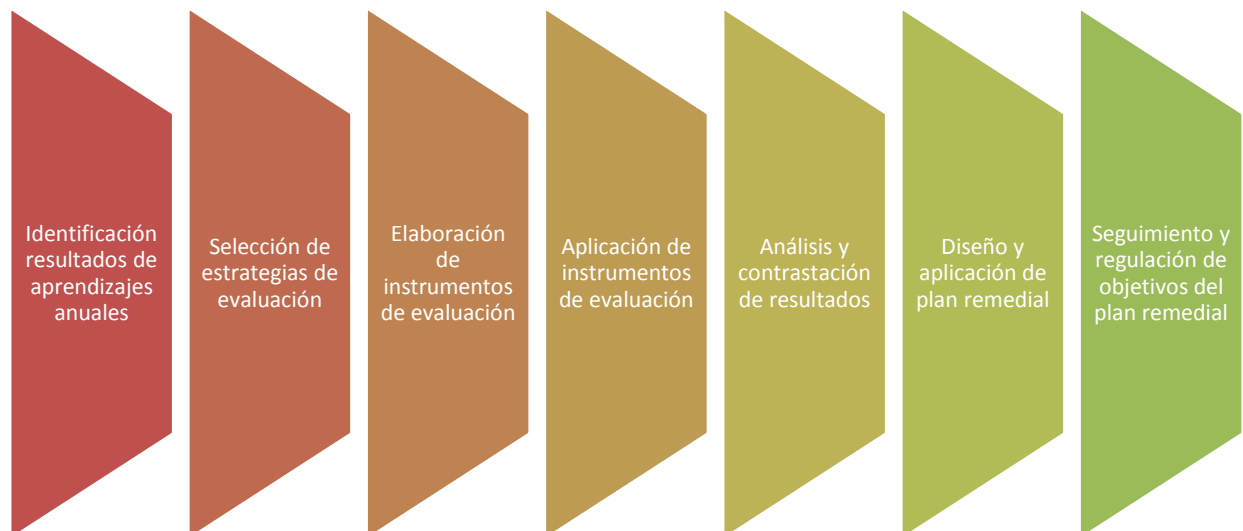 Identificación
resultados de
aprendizajes
anuales
Selección de
estrategias de
evaluación
Elaboración
de
instrumentos
de evaluación
Aplicación de
instrumentos
de evaluación
Análisis y
contrastación
de resultados
Diseño y
aplicación de
plan remedial
Seguimiento y
regulación de
objetivos del
plan remedial